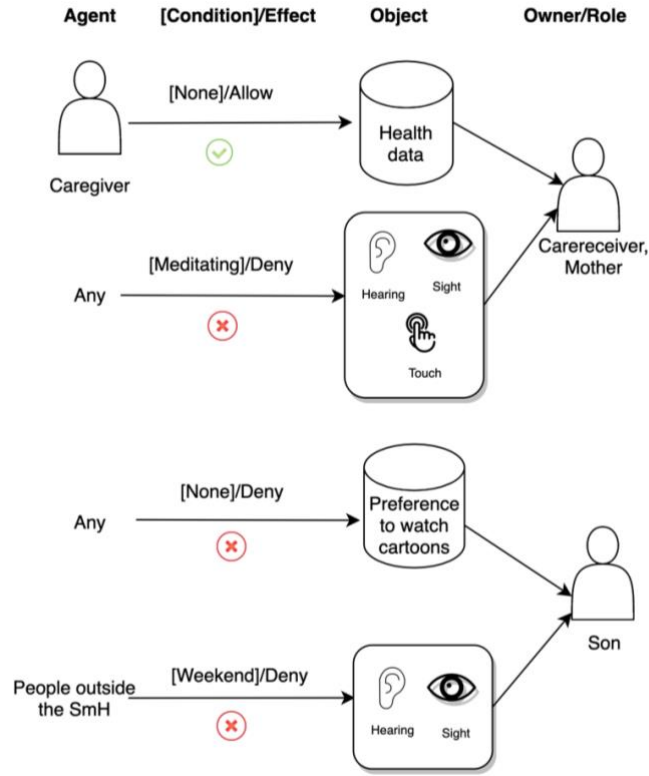 Agent [Condition]/Effect Object Owner/Role
[None]/Allow
Health
data
Caregiver
Carereceiver,
Mother
[Meditating]/Deny
Any
Hearing
Sight
Touch
[None]/Deny
Any
Preference
to watch
cartoons
Son
[Weekend]/Deny
People outside
the SmH
Hearing
Sight